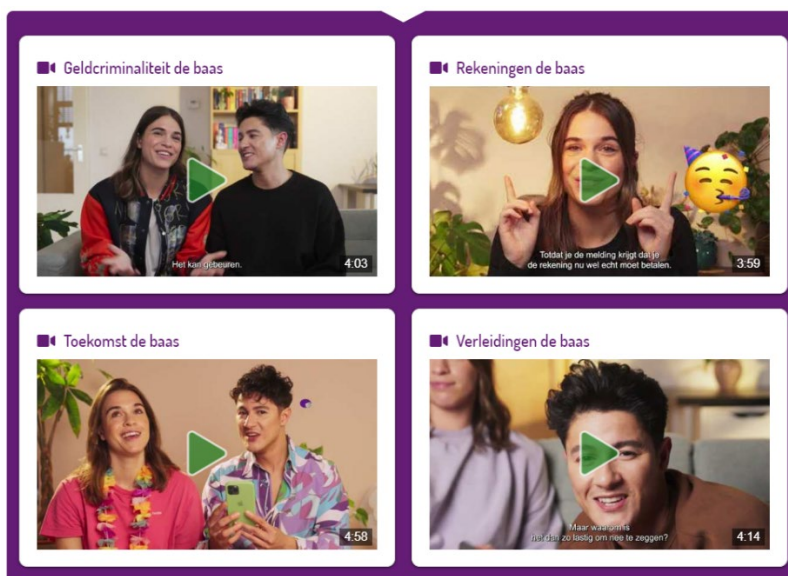 Geldcriminaliteit de baas
Het kan gebeuren.
4:03
Rekeningen de baas
Totdat je de melding krijgt dat je
de rekening nu wel echt moet betalen.
3:59
Toekomst de baas
4:58
Verleidingen de baas
Maar waarom is
het dan zo lastig om nee te zeggen?
4:14